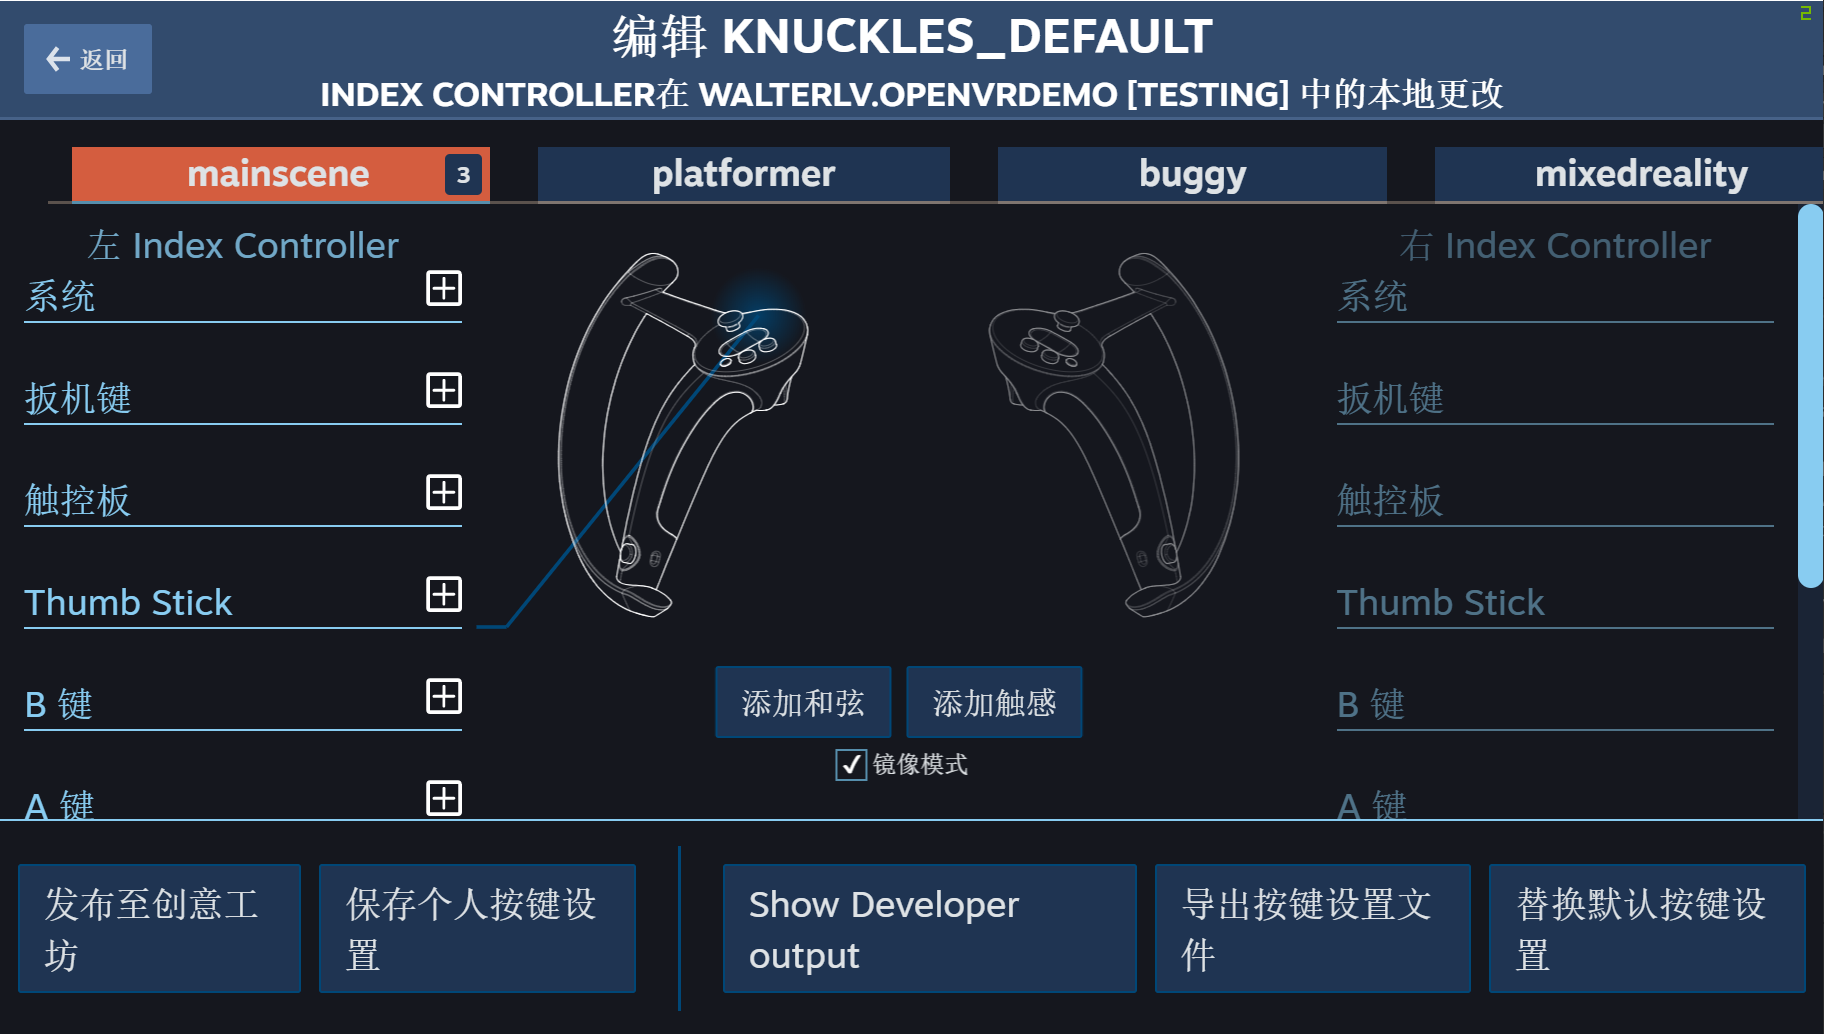 2
返回
编辑 KNUCKLES_DEFAULT
INDEX CONTROLLER在 WALTERLV.OPENVRDEMO [TESTING] 中的本地更改
mainscene 3
platformer
buggy
mixedreality
左 Index Controller
系统
扳机键
触控板
Thumb Stick
B 键
A 键
右 Index Controller
系统
扳机键
触控板
Thumb Stick
B 键
A 键
添加和弦
添加触感
镜像模式
发布至创意工
坊
保存个人按键设
置
Show Developer
output
导出按键设置文
件
替换默认按键设
置